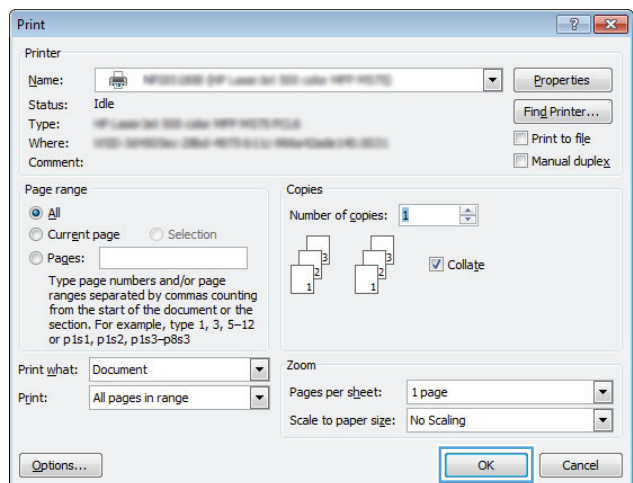 Print
Printer
Name:
Properties
Status: Idle
Find Printer...
Type:
Where:
Print to file
Comment:
Manual duplex
Page range
All
Current page Selection
Pages:
Type page numbers and/or page
ranges separated by commas counting
from the start of the document or the
section. For example, type 1, 3, 5–12
or p1s1, p1s2, p1s3–p8s3
Copies
Number of copies: 1
1 2 3 1 2 3
Collate
Print what: Document
Print: All pages in range
Zoom
Pages per sheet: 1 page
Scale to paper size: No Scaling
Options... OK Cancel